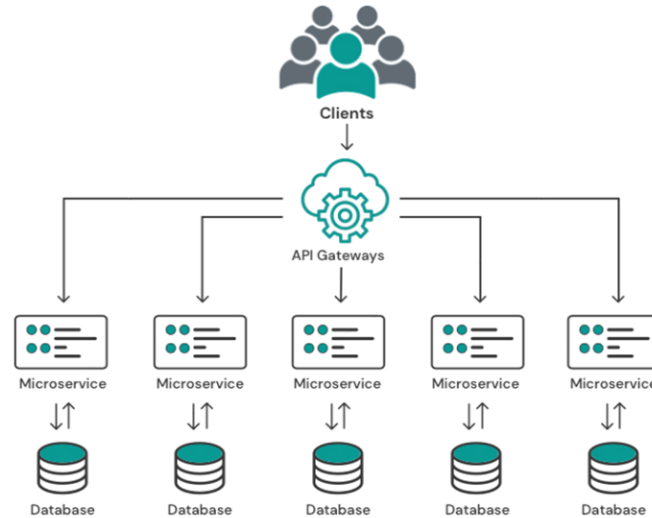 Clients
API Gateways
Microservice Microservice Microservice Microservice Microservice
Database Database Database Database Database